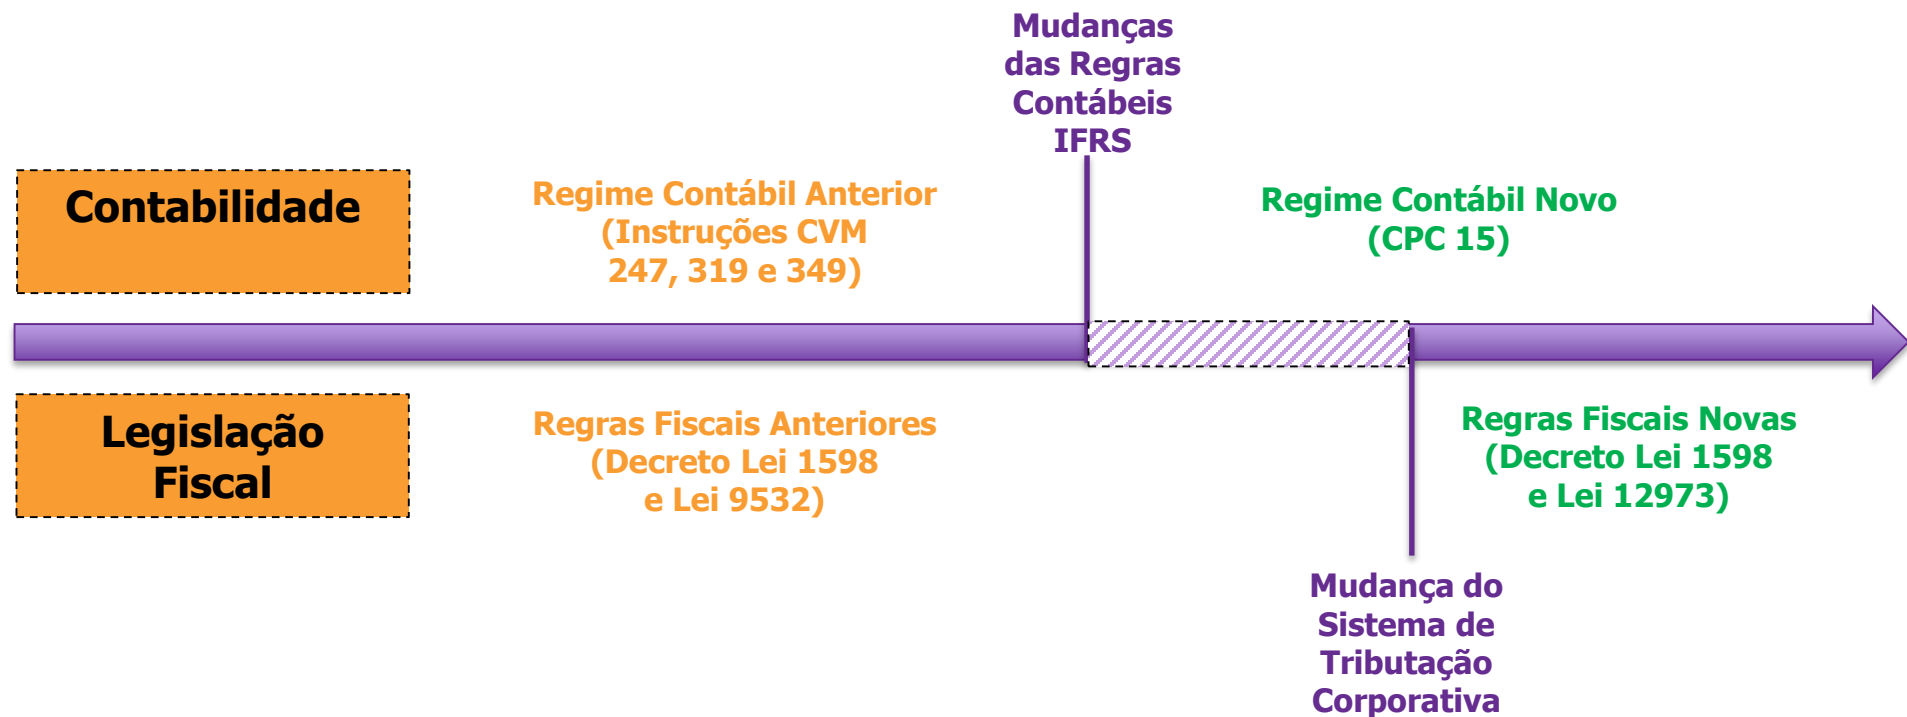 Mudanças
das Regras
Contábeis
IFRS
Contabilidade
Regime Contábil Anterior
(Instruções CVM
247, 319 e 349)
Regime Contábil Novo
(CPC 15)
Legislação
Fiscal
Regras Fiscais Anteriores
(Decreto Lei 1598
e Lei 9532)
Regras Fiscais Novas
(Decreto Lei 1598
e Lei 12973)
Mudança do
Sistema de
Tributação
Corporativa